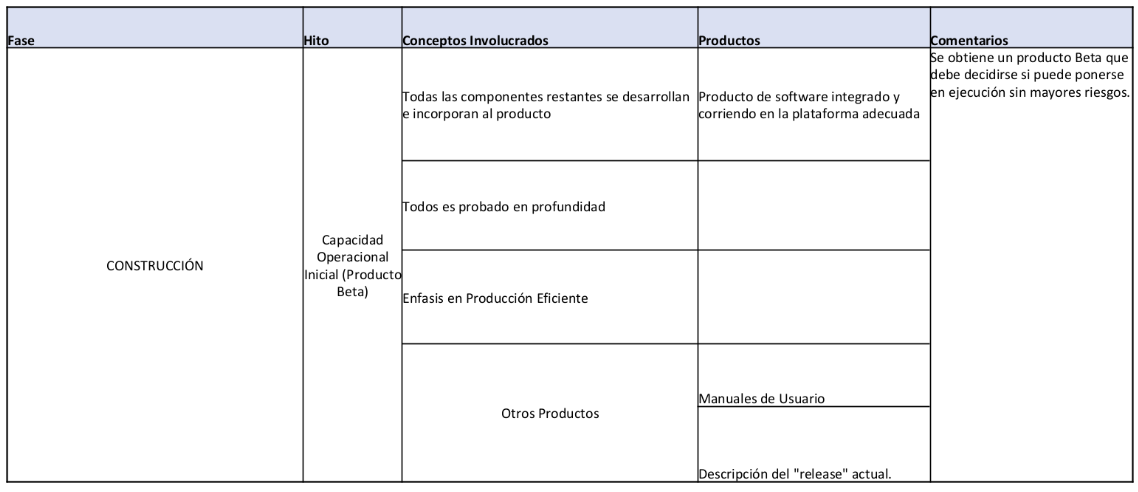 Fase
Hito
Conceptos Involucrados
Productos
Comentarios
CONSTRUCCIÓN
Capacidad
Operacional
Inicial (Producto
Beta)
Todas las componentes restantes se desarrollan
e incorporan al producto
Producto de software integrado y
corriendo en la plataforma adecuada
Se obtiene un producto Beta que
debe decidirse si puede ponerse
en ejecución sin mayores riesgos.
Todos es probado en profundidad
Enfasis en Producción Eficiente
Otros Productos
Manuales de Usuario
Descripción del "release" actual.